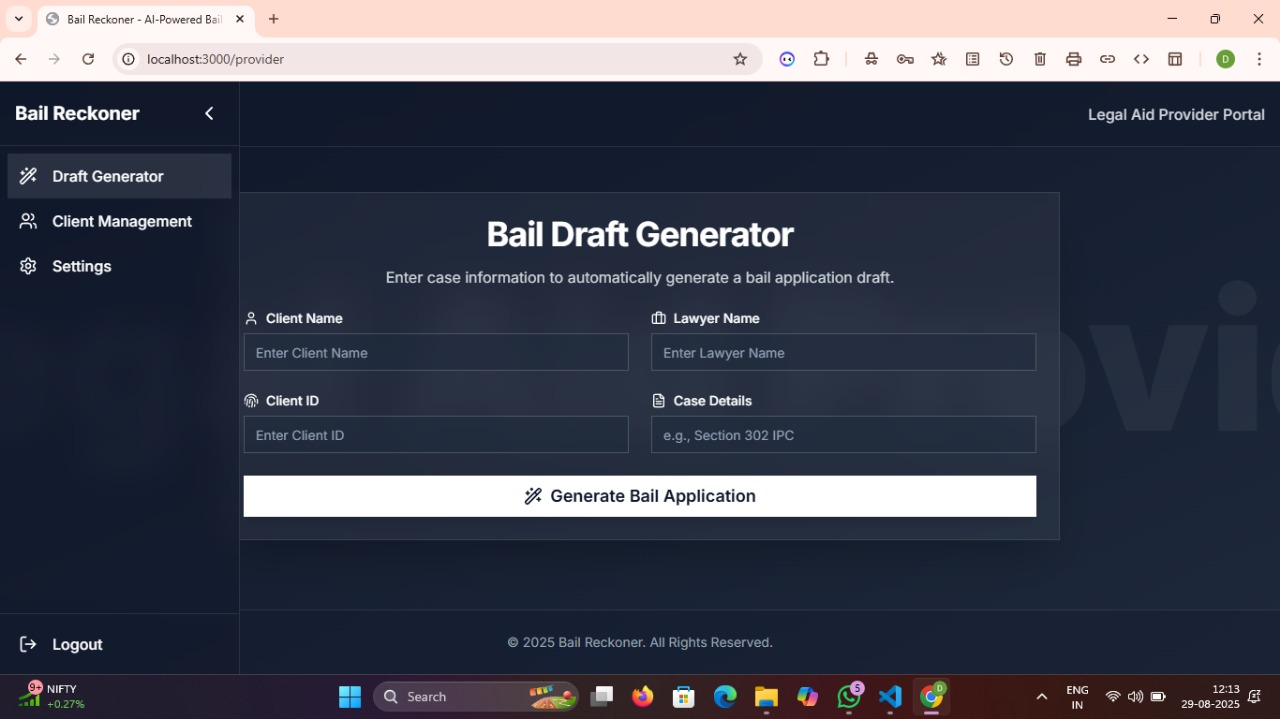 Bail Reckoner - AI-Powered Bail
localhost:3000/provider
D
Bail Reckoner
Legal Aid Provider Portal
Draft Generator
Client Management
Settings
Bail Draft Generator
Enter case information to automatically generate a bail application draft.
Client Name
Lawyer Name
Enter Client Name
Enter Lawyer Name
Client ID
Case Details
Enter Client ID
e.g., Section 302 IPC
Generate Bail Application
Logout
© 2025 Bail Reckoner. All Rights Reserved.
9+
NIFTY
+0.27%
Search
5
D
ENG
IN
12:13
29-08-2025